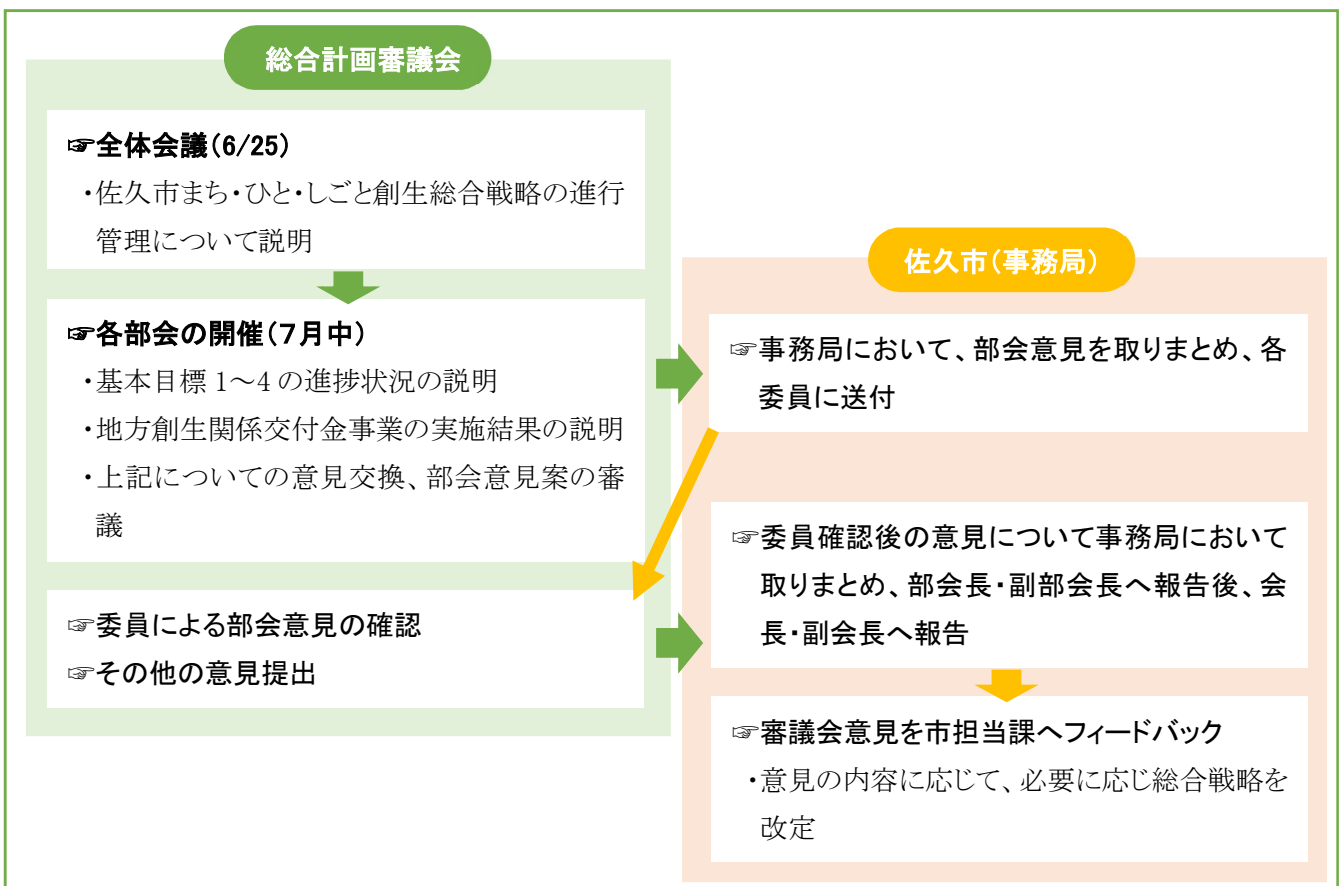 総合計画審議会
☞全体会議(6/25)
・佐久市まち・ひと・しごと創生総合戦略の進行
管理について説明
☞各部会の開催(７月中)
・基本目標 1～4 の進捗状況の説明
・地方創生関係交付金事業の実施結果の説明
・上記についての意見交換、部会意見案の審
議
☞委員による部会意見の確認
☞その他の意見提出
佐久市(事務局)
☞事務局において、部会意見を取りまとめ、各
委員に送付
☞委員確認後の意見について事務局において
取りまとめ、部会長・副部会長へ報告後、会
長・副会長へ報告
☞審議会意見を市担当課へフィードバック
・意見の内容に応じて、必要に応じ総合戦略を
改定